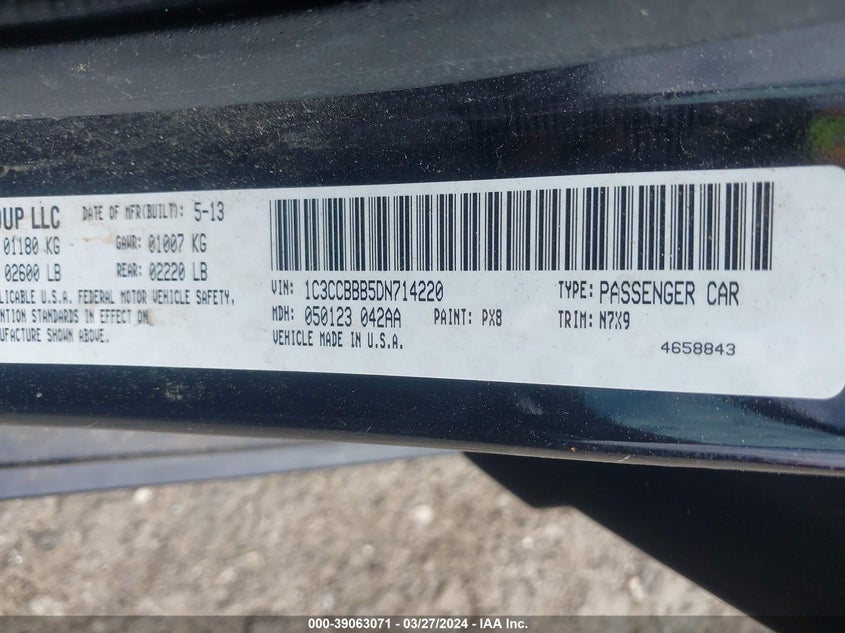 OUP LLC DATE OF MFR(BUILT): 5-13
01180 KG GAWR: 01007 KG
02600 LB REAR: 02220 LB
LICABLE U.S.A. FEDERAL MOTOR VEHICLE SAFETY,
NTION STANDARDS IN EFFECT ON
UFACTURE SHOWN ABOVE.
VIN: 1C3CCBBB5DN714220 TYPE: PASSENGER CAR
MDH: 050123 042AA PAINT: PX8 TRIM: N7X9
VEHICLE MADE IN U.S.A. 4658843
000-39063071 — 03/27/2024 — IAA Inc.